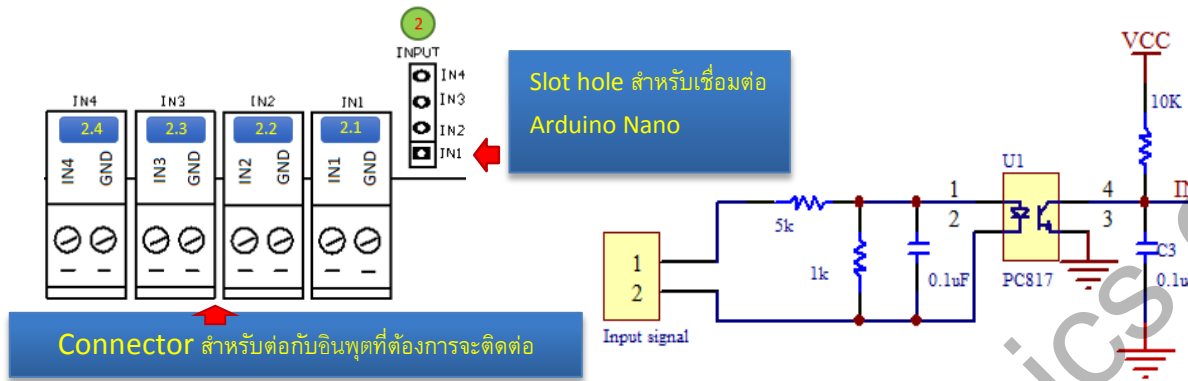 2
INPUT
IN4
IN3
IN2
IN1
Slot hole สำหรับเชื่อมต่อ
Arduino Nano
IN4 IN3 IN2 IN1
2.4 2.3 2.2 2.1
IN4 GND IN3 GND IN2 GND IN1 GND
Connector สำหรับต่อกับอินพุตที่ต้องการจะติดต่อ
VCC
10K
U1
1 4
2 3
5k
1k
0.1uF
PC817
C3
1
2
Input signal
ics